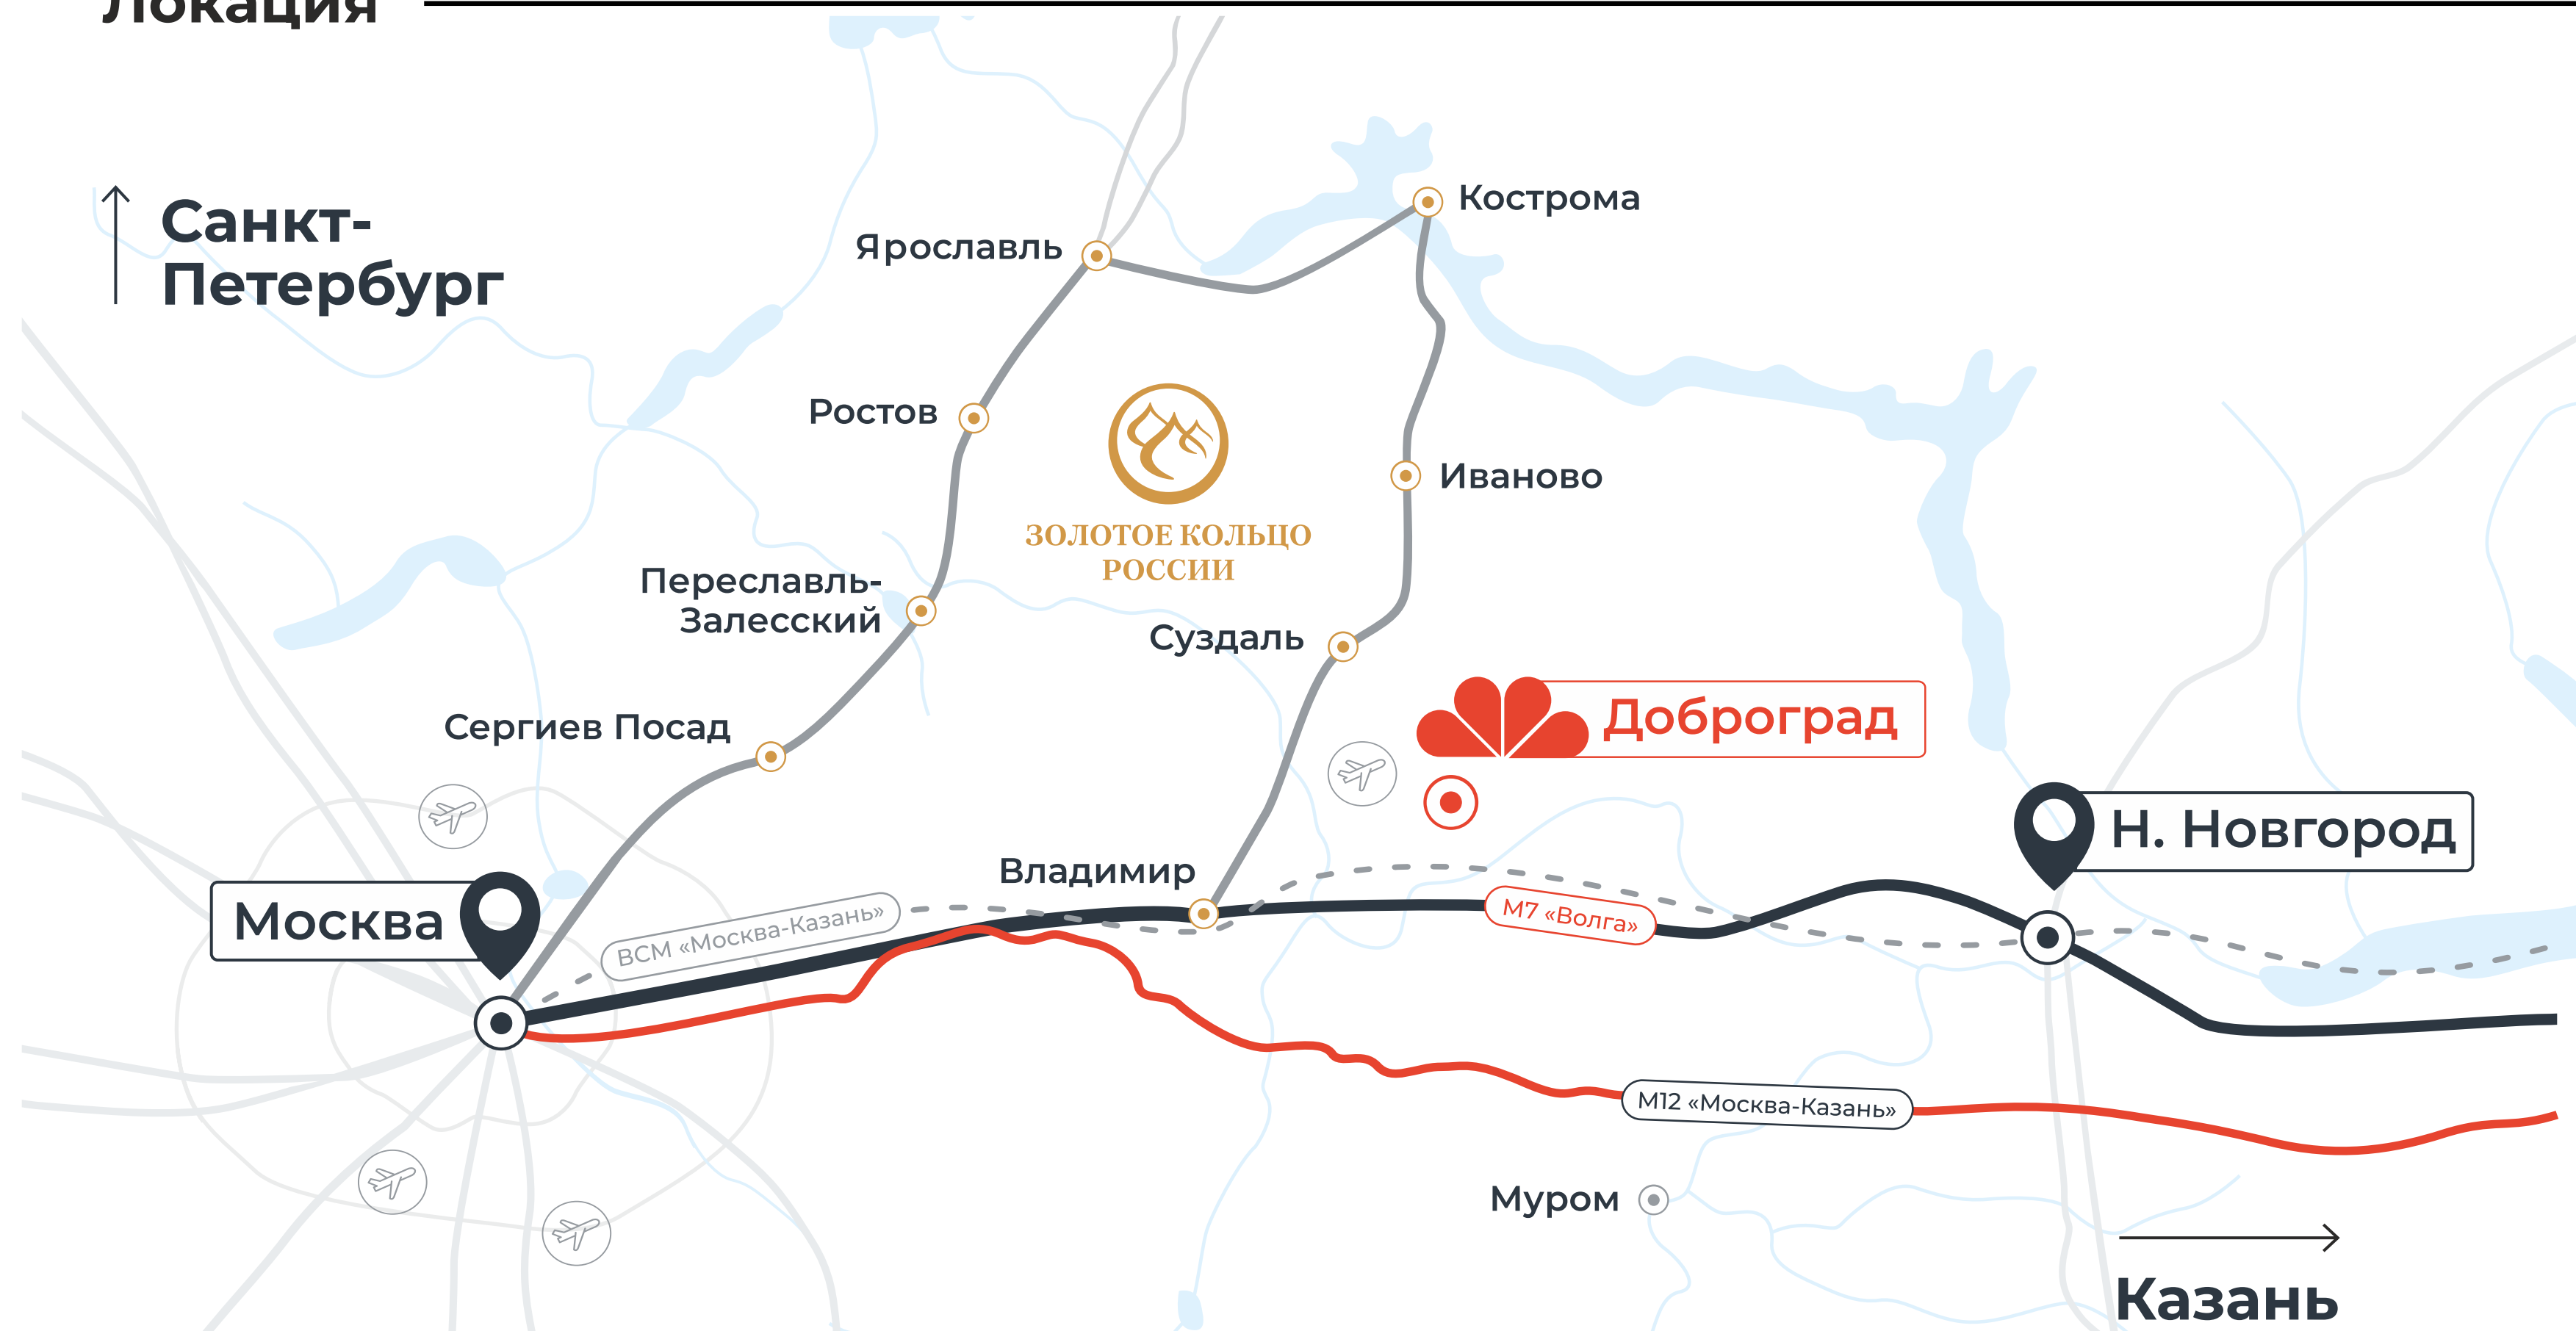 Локация
Санкт-
Петербург
Кострома
Ярославль
Ростов
Иваново
ЗОЛОТОЕ КОЛЬЦО
РОССИИ
Переславль-
Залесский
Суздаль
Доброград
Сергиев Посад
Н. Новгород
Владимир
Москва
ВСМ «Москва-Казань»
М7 «Волга»
М12 «Москва-Казань»
Муром
Казань